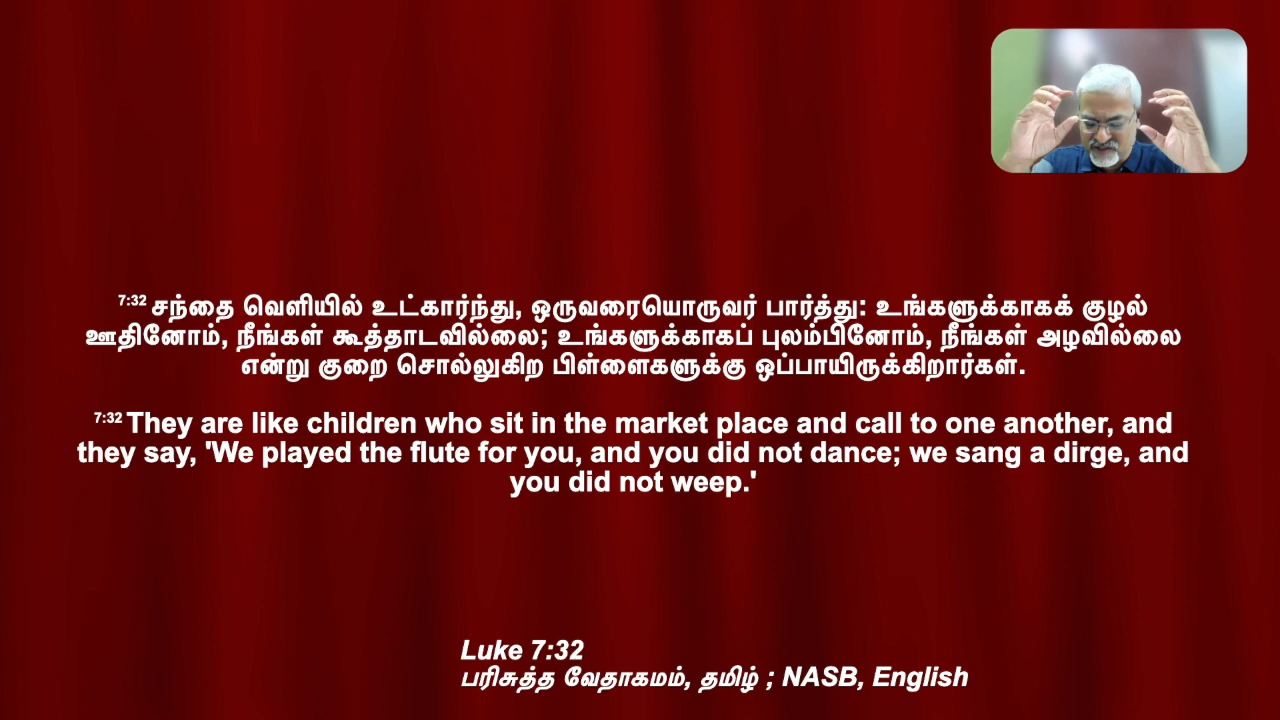 7:32 சந்தை வெளியில் உட்கார்ந்து, ஒருவரையொருவர் பார்த்து: உங்களுக்காகக் குழல்
ஊதினோம், நீங்கள் கூத்தாடவில்லை; உங்களுக்காகப் புலம்பினோம், நீங்கள் அழவில்லை
என்று குறை சொல்லுகிற பிள்ளைகளுக்கு ஒப்பாயிருக்கிறார்கள்.
7:32 They are like children who sit in the market place and call to one another, and
they say, 'We played the flute for you, and you did not dance; we sang a dirge, and
you did not weep.'
Luke 7:32
பரிசுத்த வேதாகமம், தமிழ் ; NASB, English